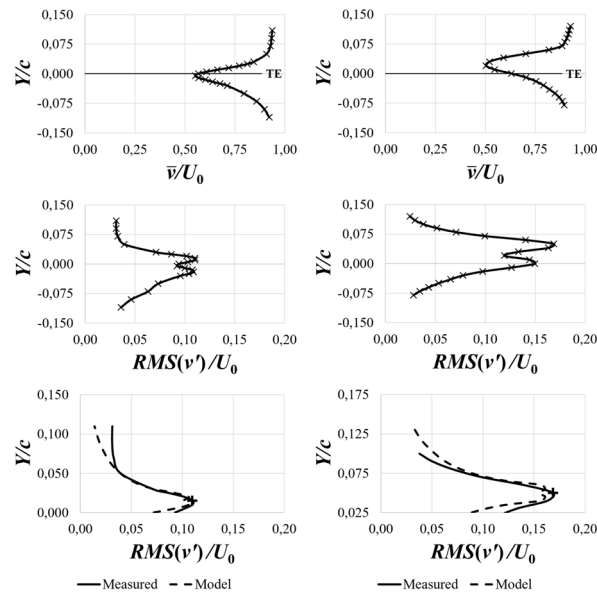 0,150
0,075
0,000
-0,075
-0,150
Y/c
TE
0,00 0,25 0,50 0,75 1,00
v̅/U0
0,150
0,075
0,000
-0,075
-0,150
Y/c
TE
0,00 0,25 0,50 0,75 1,00
v̅/U0
0,150
0,075
0,000
-0,075
-0,150
Y/c
0,00 0,05 0,10 0,15 0,20
RMS(v')/U0
0,150
0,075
0,000
-0,075
-0,150
Y/c
0,00 0,05 0,10 0,15 0,20
RMS(v')/U0
0,150
0,100
0,050
0,000
Y/c
0,00 0,05 0,10 0,15 0,20
RMS(v')/U0
Measured Model
0,175
0,125
0,075
0,025
Y/c
0,00 0,05 0,10 0,15 0,20
RMS(v')/U0
Measured Model